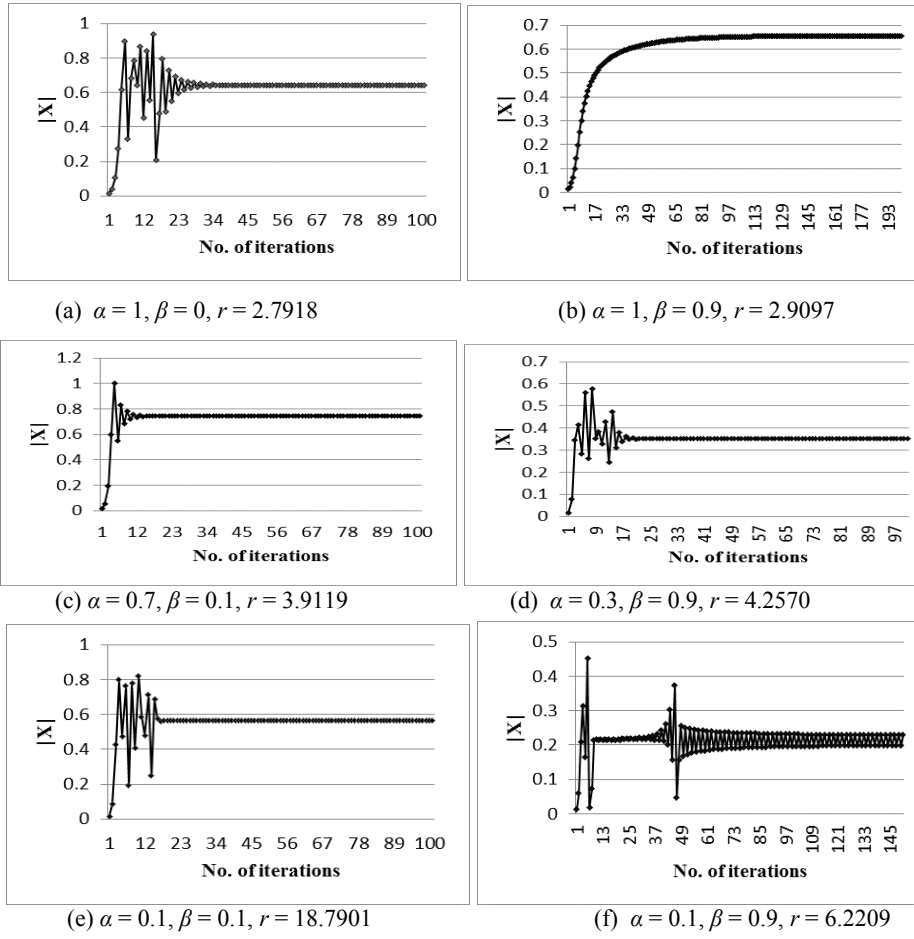 1
0.8
0.6
0.4
0.2
0
|X|
1 12 23 34 45 56 67 78 89 100
No. of iterations
(a) α = 1, β = 0, r = 2.7918
0.7
0.6
0.5
0.4
0.3
0.2
0.1
0
|X|
1 17 33 49 65 81 97 113 129 145 161 177 193
No. of iterations
(b) α = 1, β = 0.9, r = 2.9097
1.2
1
0.8
0.6
0.4
0.2
0
|X|
1 12 23 34 45 56 67 78 89 100
No. of iterations
(c) α = 0.7, β = 0.1, r = 3.9119
0.7
0.6
0.5
0.4
0.3
0.2
0.1
0
|X|
1 9 17 25 33 41 49 57 65 73 81 89 97
No. of iterations
(d) α = 0.3, β = 0.9, r = 4.2570
1
0.8
0.6
0.4
0.2
0
|X|
1 12 23 34 45 56 67 78 89 100
No. of iterations
(e) α = 0.1, β = 0.1, r = 18.7901
0.5
0.4
0.3
0.2
0.1
0
|X|
1 13 25 37 49 61 73 85 97 109 121 133 145
No. of iterations
(f) α = 0.1, β = 0.9, r = 6.2209